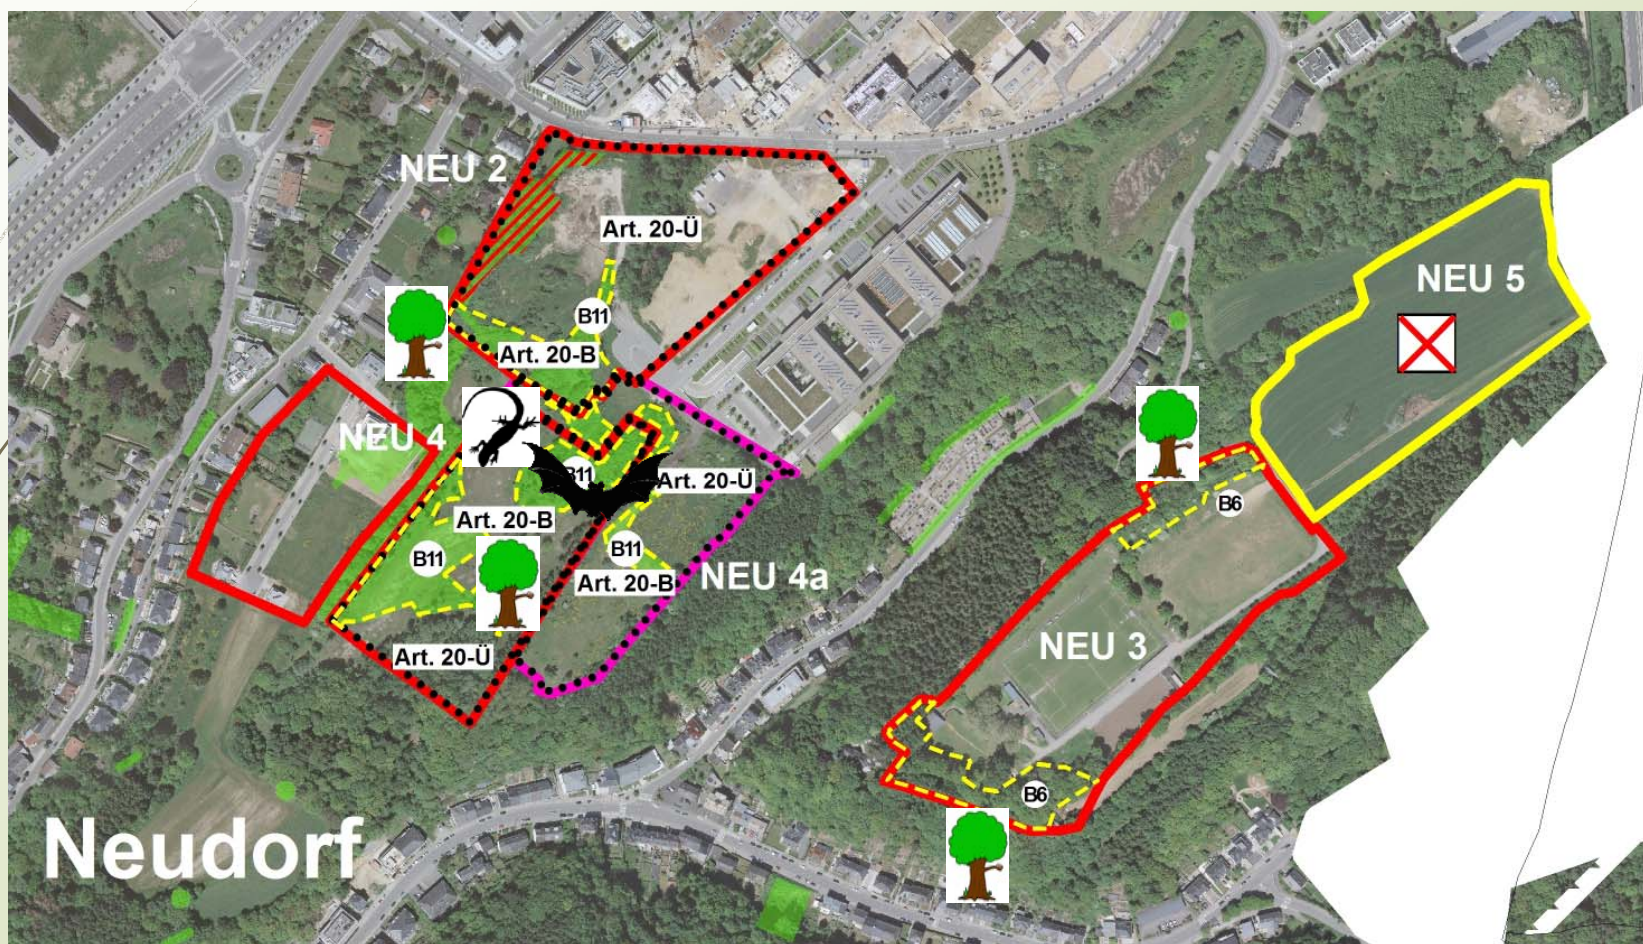 NEU 2
Art. 20-Ü
NEU 5
B11
Art. 20-B
NEU 4
B11
Art. 20-Ü
B6
Art. 20-B
B11
B11
Art. 20-B
NEU 4a
NEU 3
Art. 20-Ü
B6
Neudorf